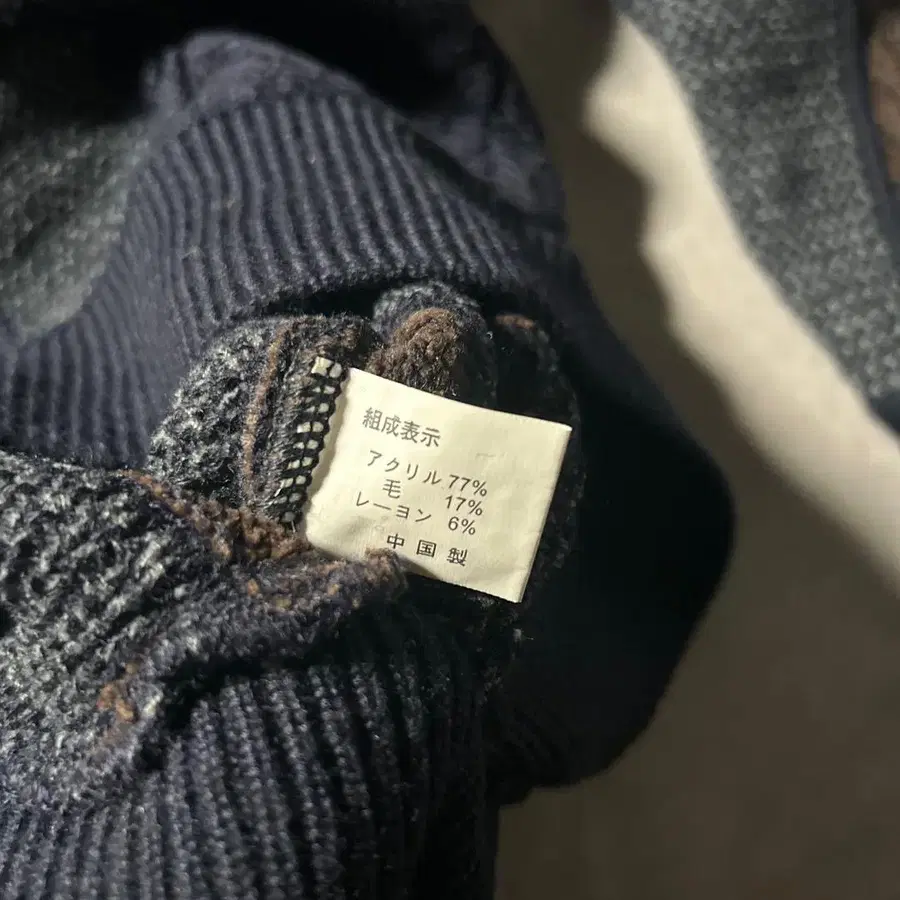 組成表示
アクリル 77%
毛 17%
レーヨン 6%
中国製